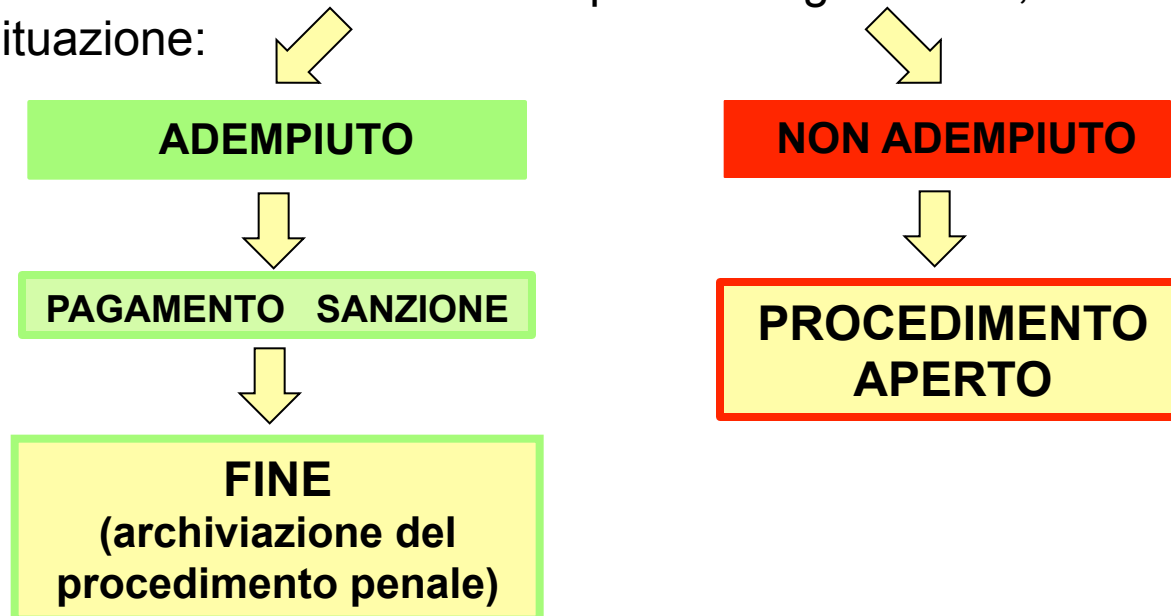 ituazione:
ADEMPIUTO
NON ADEMPIUTO
PAGAMENTO SANZIONE
PROCEDIMENTO
APERTO
FINE
(archiviazione del
procedimento penale)